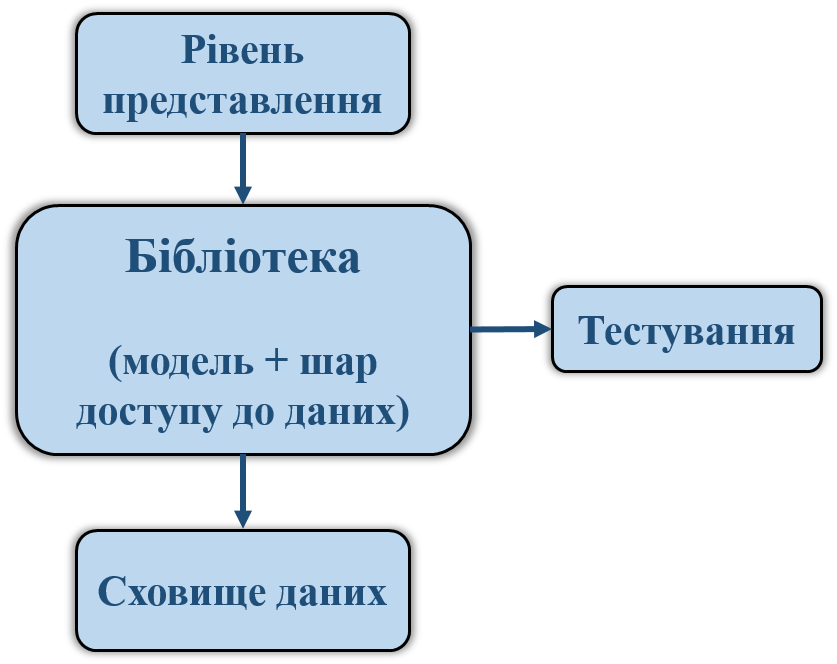 Рівень
представлення
Бібліотека
(модель + шар
доступу до даних)
Тестування
Сховище даних